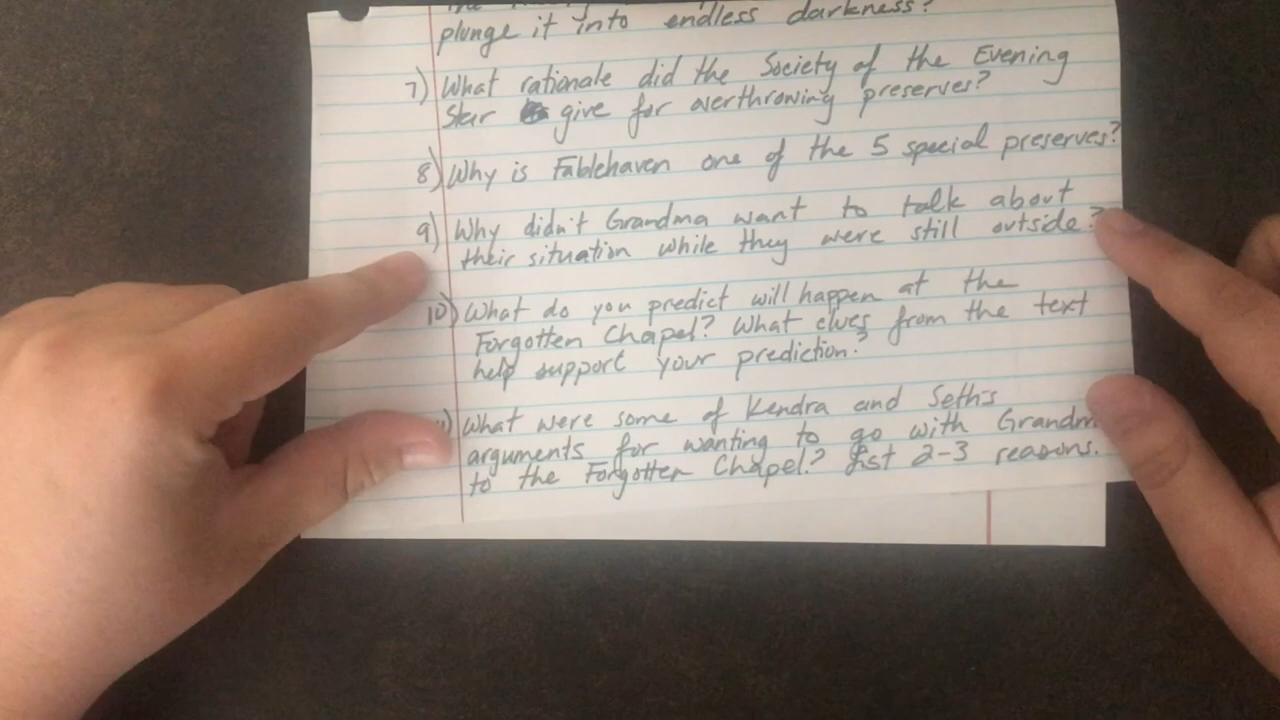 plunge it into endless darkness?
7) What rationale did the Society of the Evening
Star give for overthrowing preserves?
8) Why is Fablehaven one of the 5 special preserves?
9) Why didn't Grandma want to talk about
their situation while they were still outside?
10) What do you predict will happen at the
Forgotten Chapel? What clues from the text
help support your prediction?
11) What were some of Kendra and Seth's
arguments for wanting to go with Grandma
to the Forgotten Chapel? List 2-3 reasons.